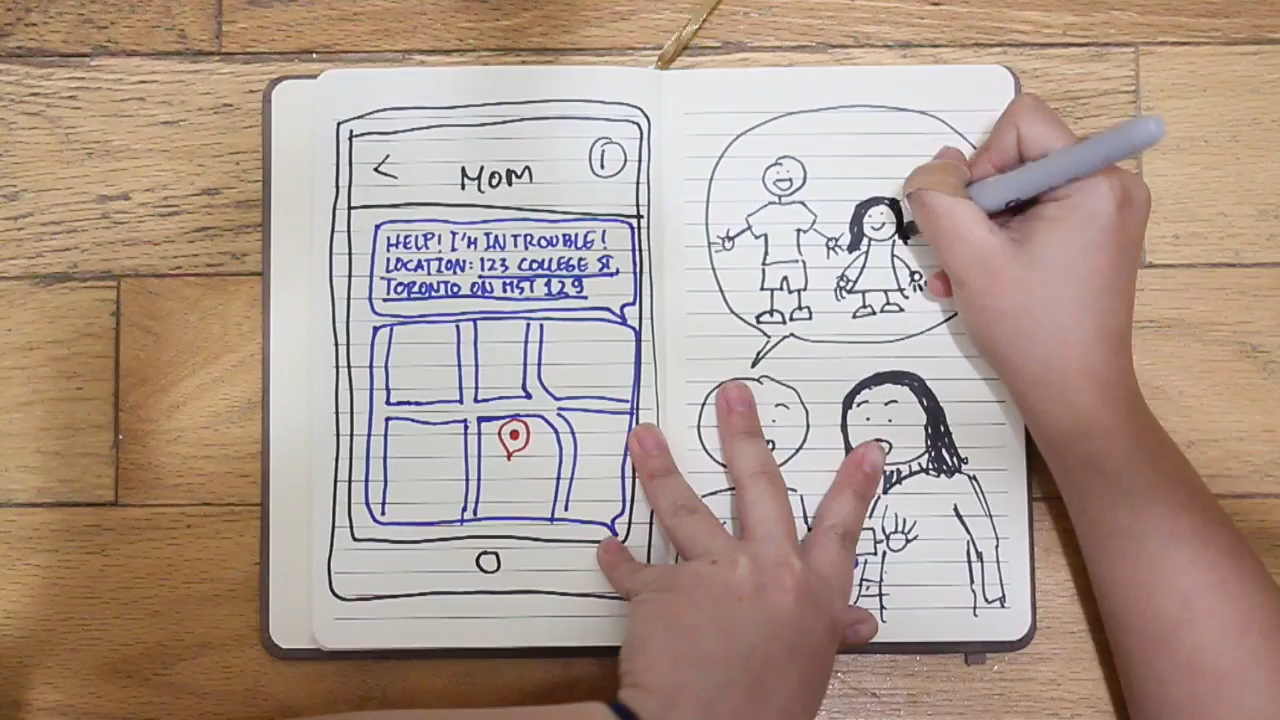 <
MOM
i
HELP! I'M IN TROUBLE!
LOCATION: 123 COLLEGE ST,
TORONTO ON M5T 1Z9